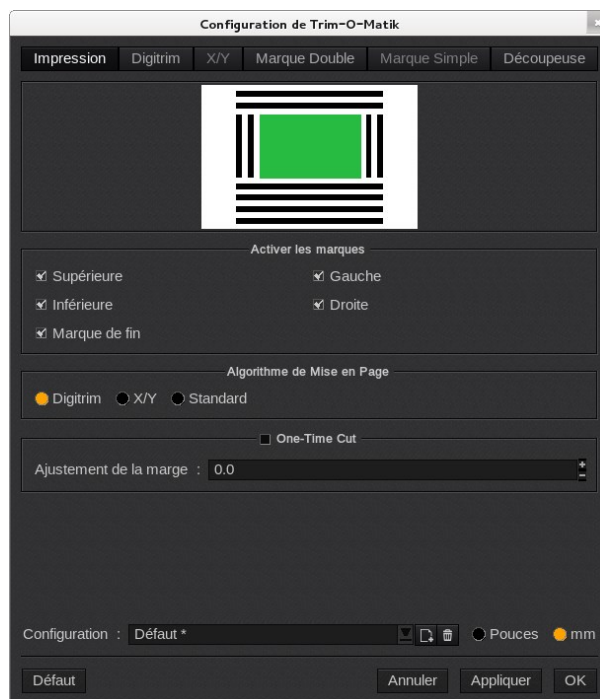 Configuration de Trim-O-Matik
Impression Digitrim X/Y Marque Double Marque Simple Découpeuse
Activer les marques
Supérieure Gauche
Inférieure Droite
Marque de fin
Algorithme de Mise en Page
Digitrim X/Y Standard
One-Time Cut
Ajustement de la marge : 0.0
Configuration : Défaut * Pouces mm
Défaut Annuler Appliquer OK